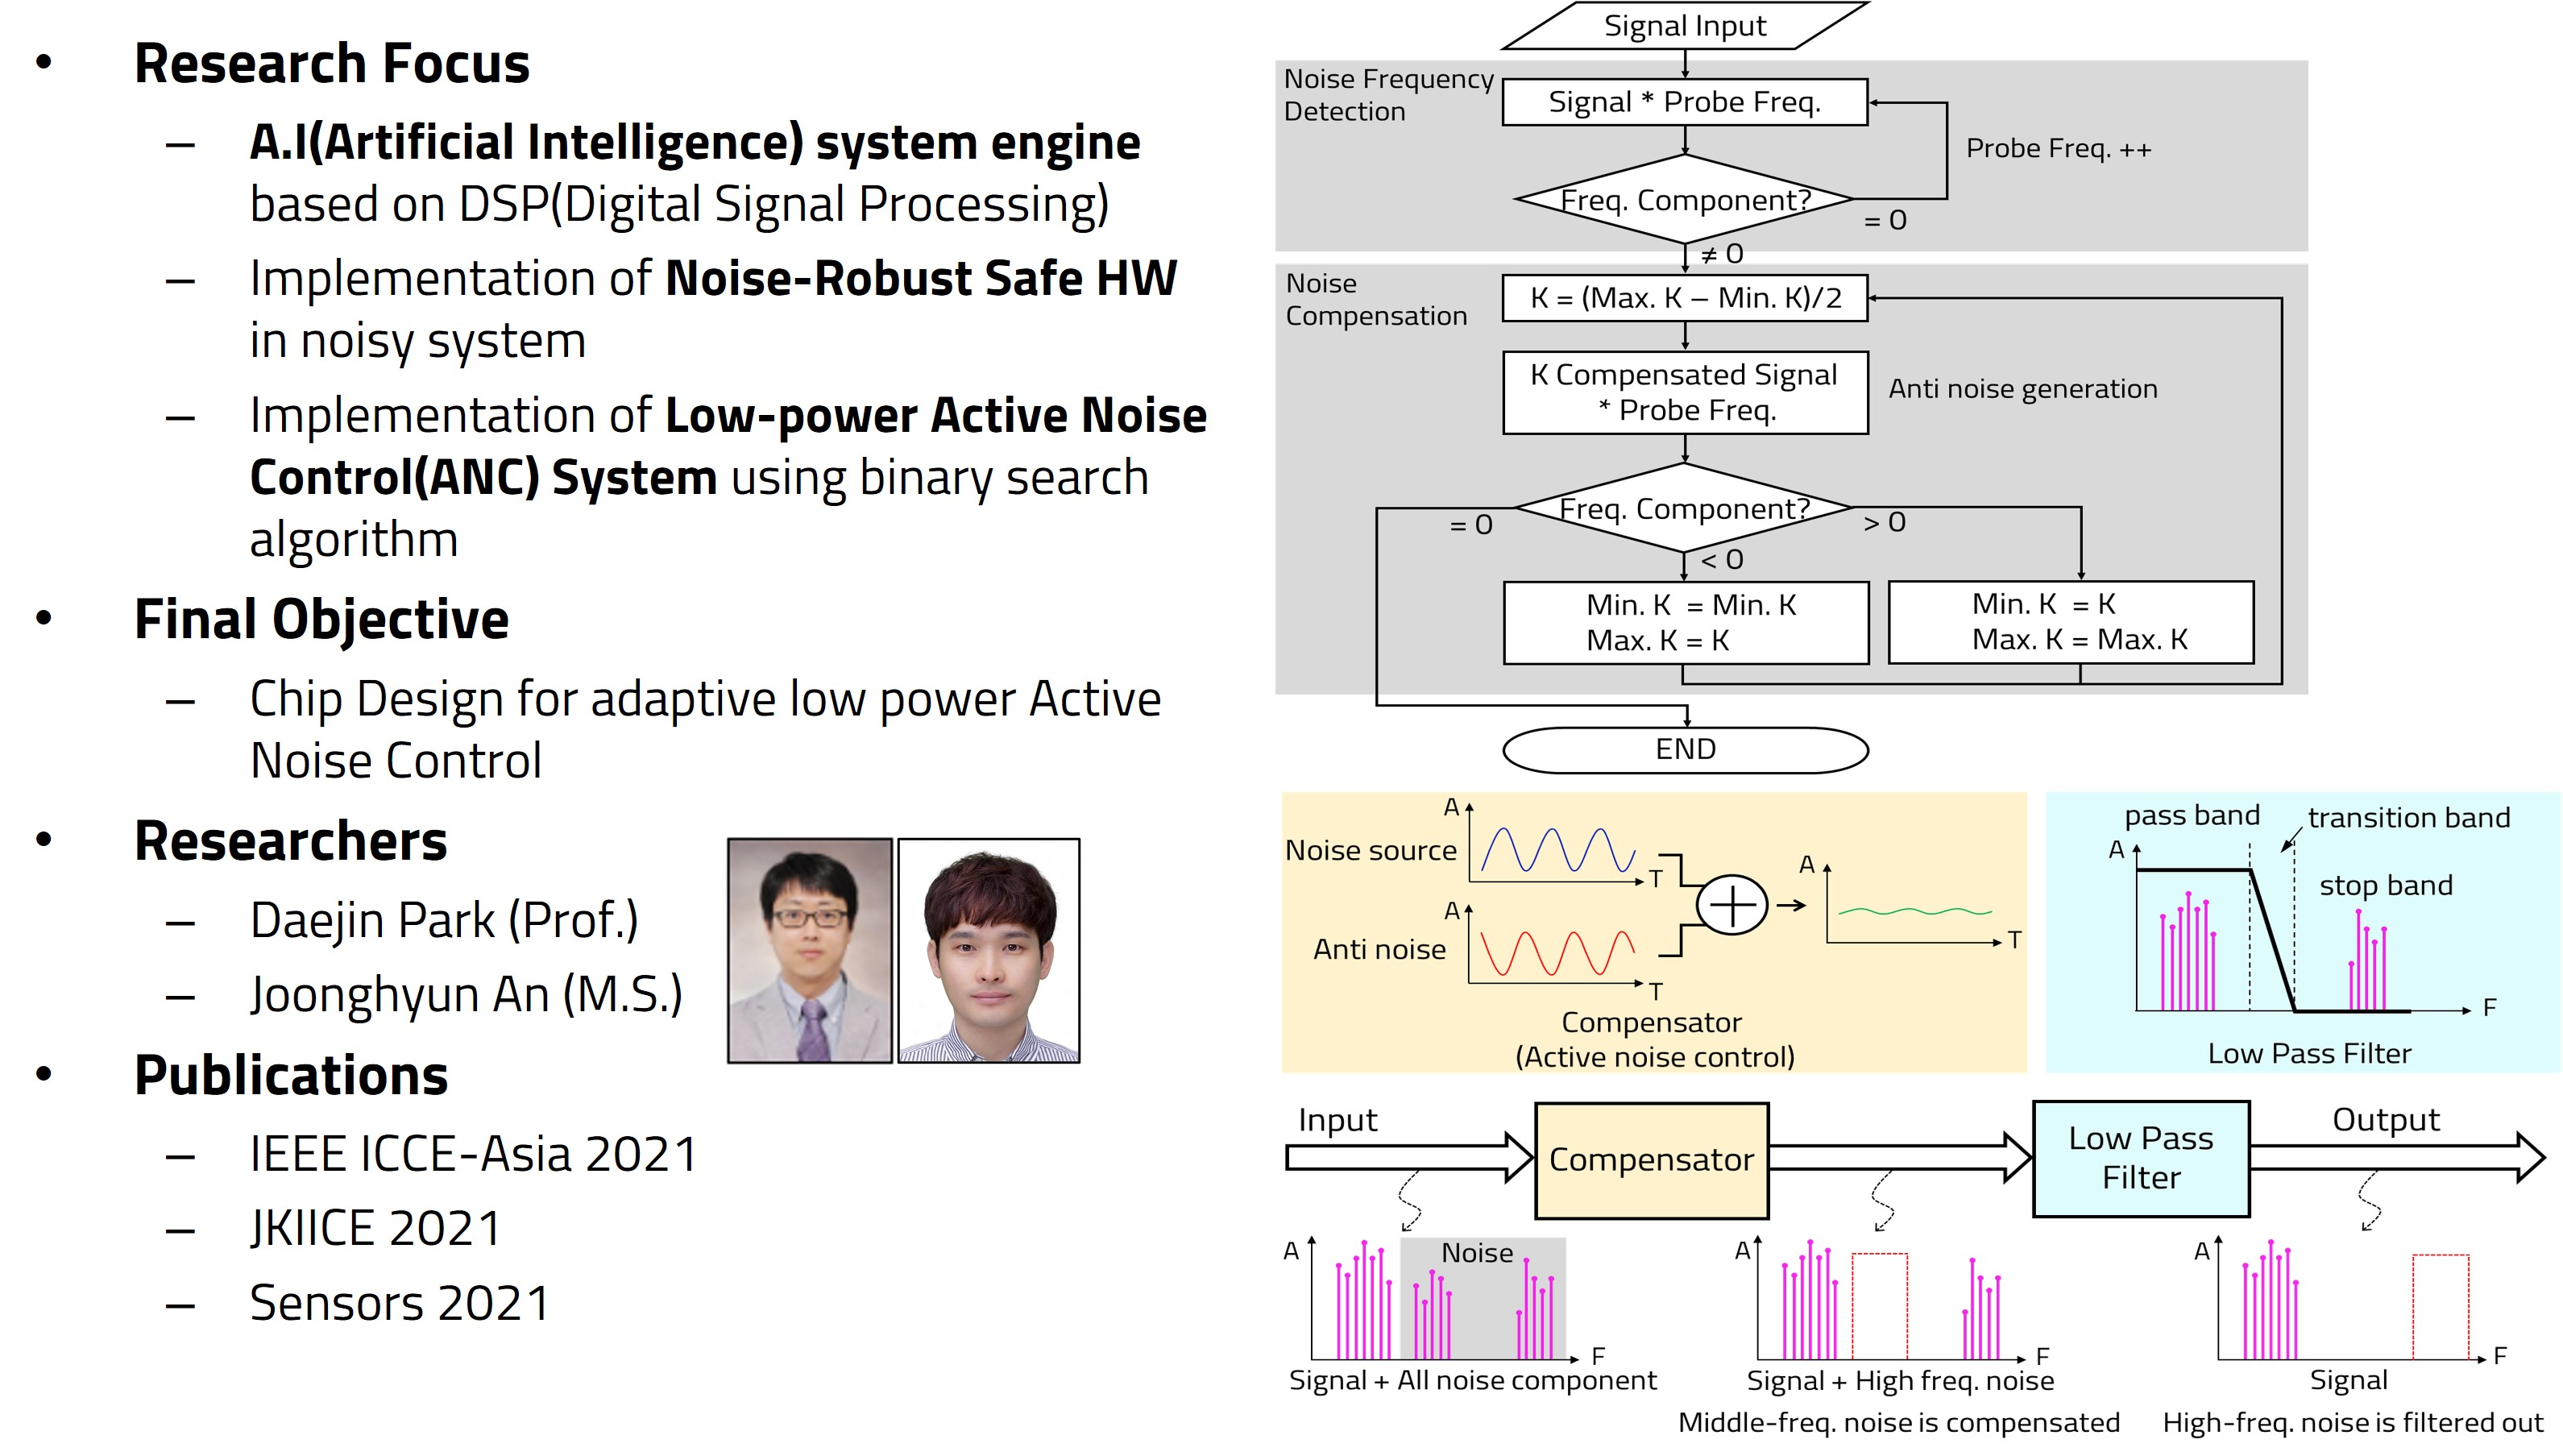 • Research Focus
– A.I(Artificial Intelligence) system engine
based on DSP(Digital Signal Processing)
– Implementation of Noise-Robust Safe HW
in noisy system
– Implementation of Low-power Active Noise
Control(ANC) System using binary search
algorithm
• Final Objective
– Chip Design for adaptive low power Active
Noise Control
• Researchers
– Daejin Park (Prof.)
– Joonghyun An (M.S.)
• Publications
– IEEE ICCE-Asia 2021
– JKIICE 2021
– Sensors 2021
Signal Input
Noise Frequency
Detection
Signal * Probe Freq.
Probe Freq. ++
Freq. Component?
= 0
≠ 0
Noise
Compensation
K = (Max. K – Min. K)/2
K Compensated Signal
* Probe Freq.
Anti noise generation
Freq. Component?
= 0
> 0
< 0
Min. K = Min. K
Max. K = K
Min. K = K
Max. K = Max. K
END
Noise source
A
T
Anti noise
A
T
A
T
Compensator
(Active noise control)
pass band
transition band
stop band
A
F
Low Pass Filter
Input
Compensator
Low Pass
Filter
Output
A
Noise
F
Signal + All noise component
A
F
Signal + High freq. noise
Middle-freq. noise is compensated
A
F
Signal
High-freq. noise is filtered out